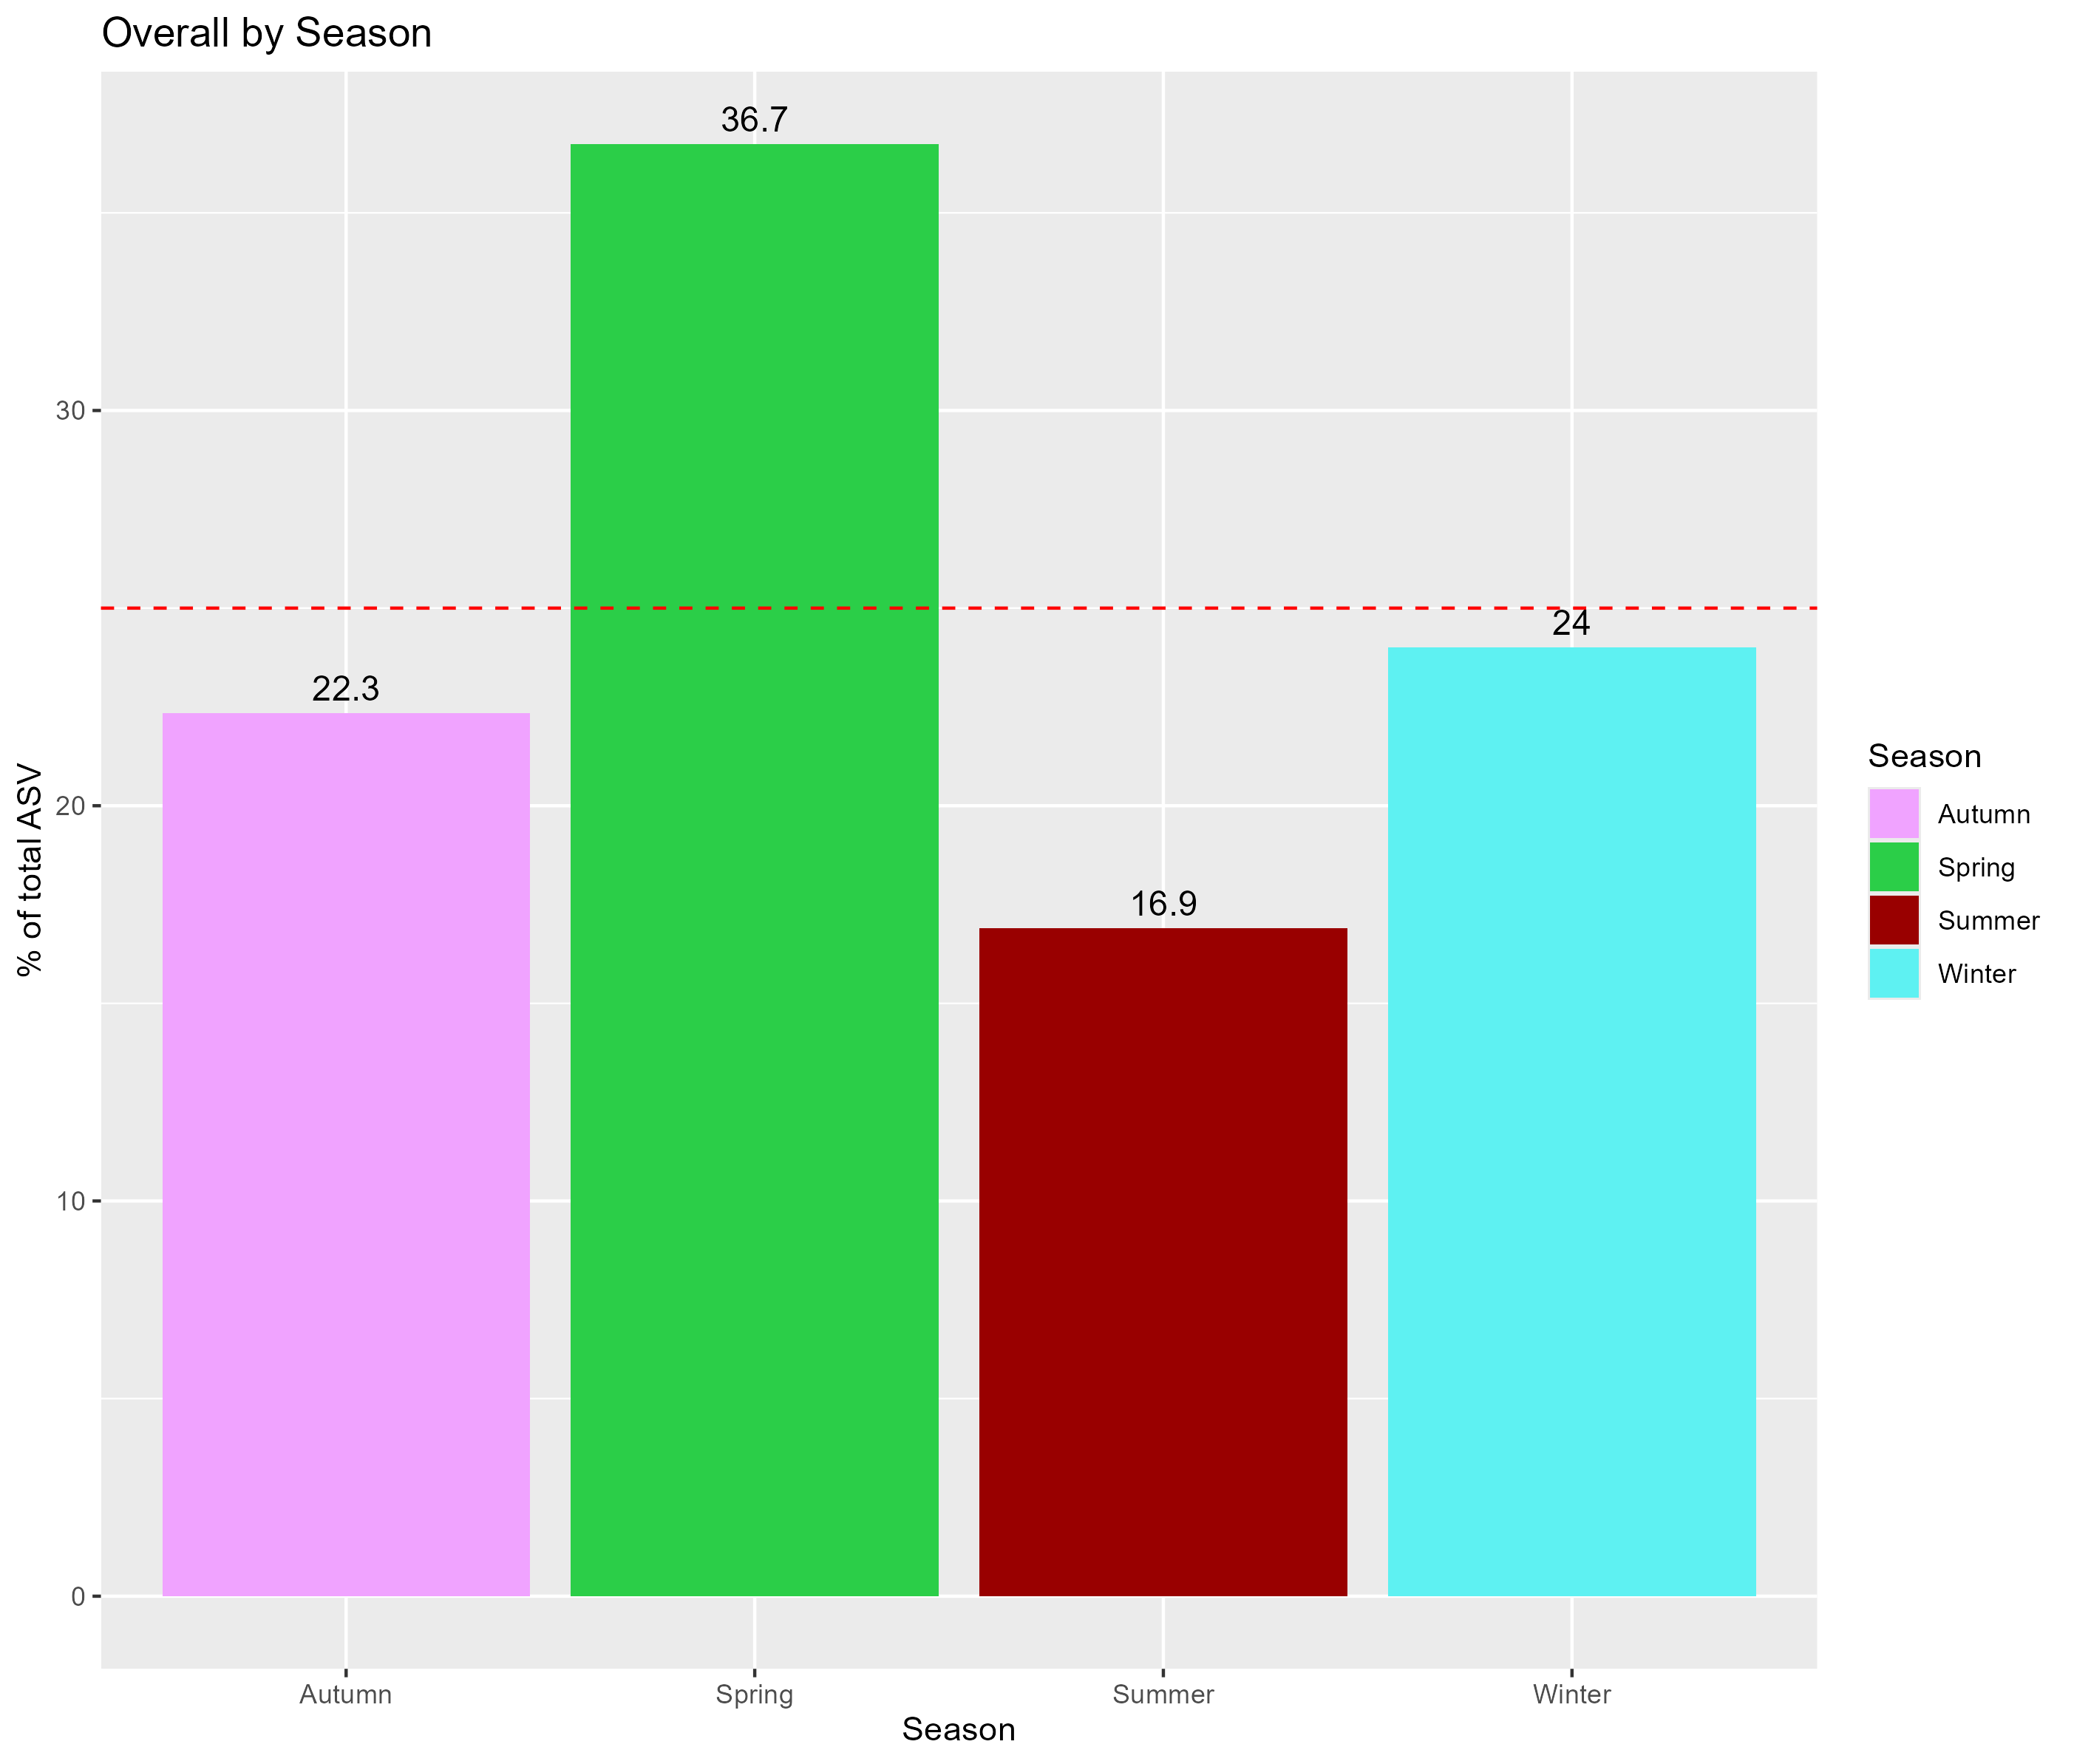 Overall by Season
36.7
30
24
22.3
20
16.9
10
0
% of total ASV
Autumn
Spring
Summer
Winter
Season
Season
Autumn
Spring
Summer
Winter